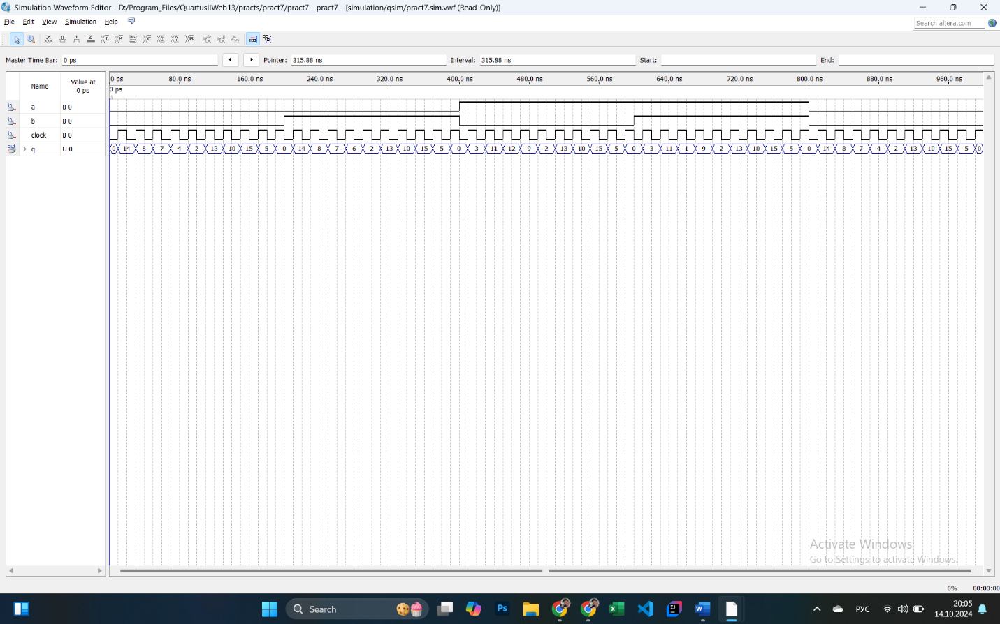 Simulation Waveform Editor - D:/Program_Files/QuartusIIWeb13/practs/pract7/pract7 - pract7 - [simulation/qsim/pract7.sim.vwf (Read-Only)]
File Edit View Simulation Help
Search altera.com
Master Time Bar: 0 ps Pointer: 315.88 ns Interval: 315.88 ns Start: End:
Name Value at 0 ps
0 ps 80.0 ns 160.0 ns 240.0 ns 320.0 ns 400.0 ns 480.0 ns 560.0 ns 640.0 ns 720.0 ns 800.0 ns 880.0 ns 960.0 ns
0 ps
a B 0
b B 0
clock B 0
q U 0 0 14 8 7 4 2 13 10 15 5 0 14 8 7 6 2 13 10 15 5 0 3 11 12 9 2 13 10 15 5 0 3 11 1 9 2 13 10 15 5 0 14 8 7 4 2 13 10 15 5 0
Activate Windows
Go to Settings to activate Windows.
0% 00:00:00
Search
РУС
20:05
14.10.2024